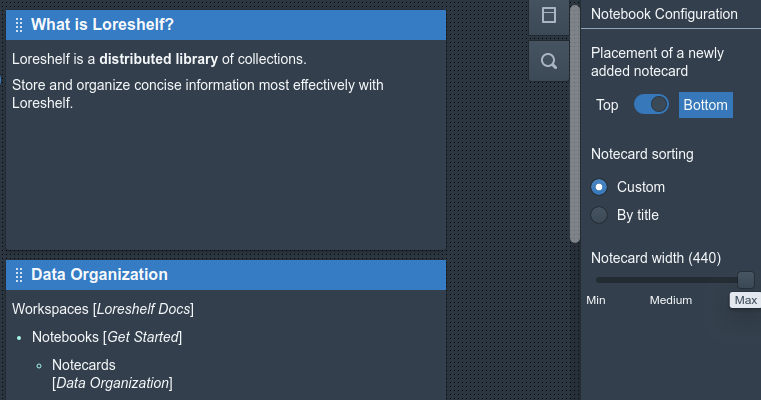 What is Loreshelf?
Loreshelf is a distributed library of collections.
Store and organize concise information most effectively with
Loreshelf.
Data Organization
Workspaces [Loreshelf Docs]
Notebooks [Get Started]
Notecards
[Data Organization]
Notebook Configuration
Placement of a newly
added notecard
Top Bottom
Notecard sorting
Custom
By title
Notecard width (440)
Min Medium Max